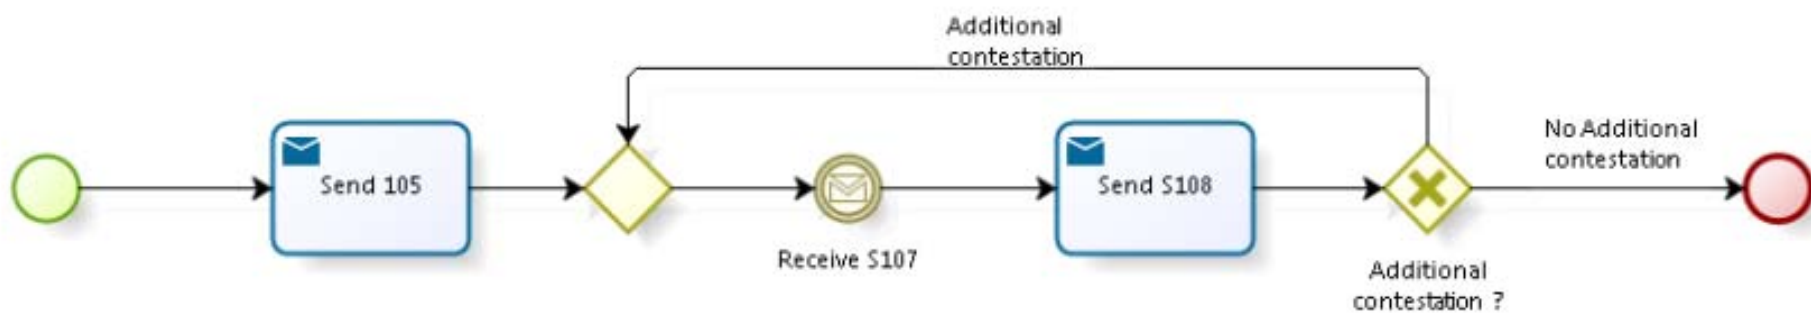 Additional
contestation
No Additional
contestation
Send 105
Send S108
Receive S107
Additional
contestation ?